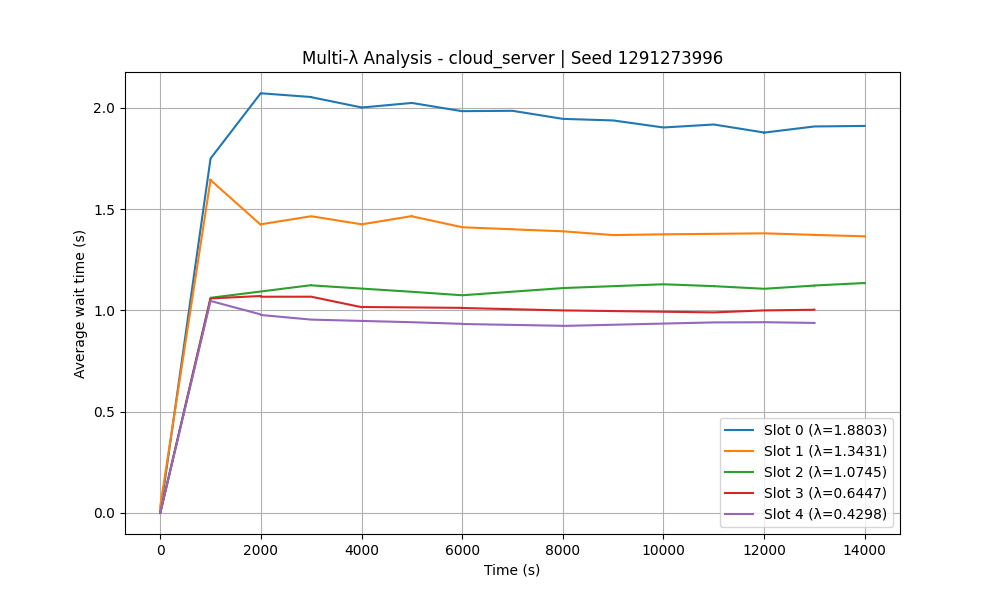 Multi-λ Analysis - cloud_server | Seed 1291273996
Average wait time (s)
2.0
1.5
1.0
0.5
0.0
Slot 0 (λ=1.8803)
Slot 1 (λ=1.3431)
Slot 2 (λ=1.0745)
Slot 3 (λ=0.6447)
Slot 4 (λ=0.4298)
0 2000 4000 6000 8000 10000 12000 14000
Time (s)